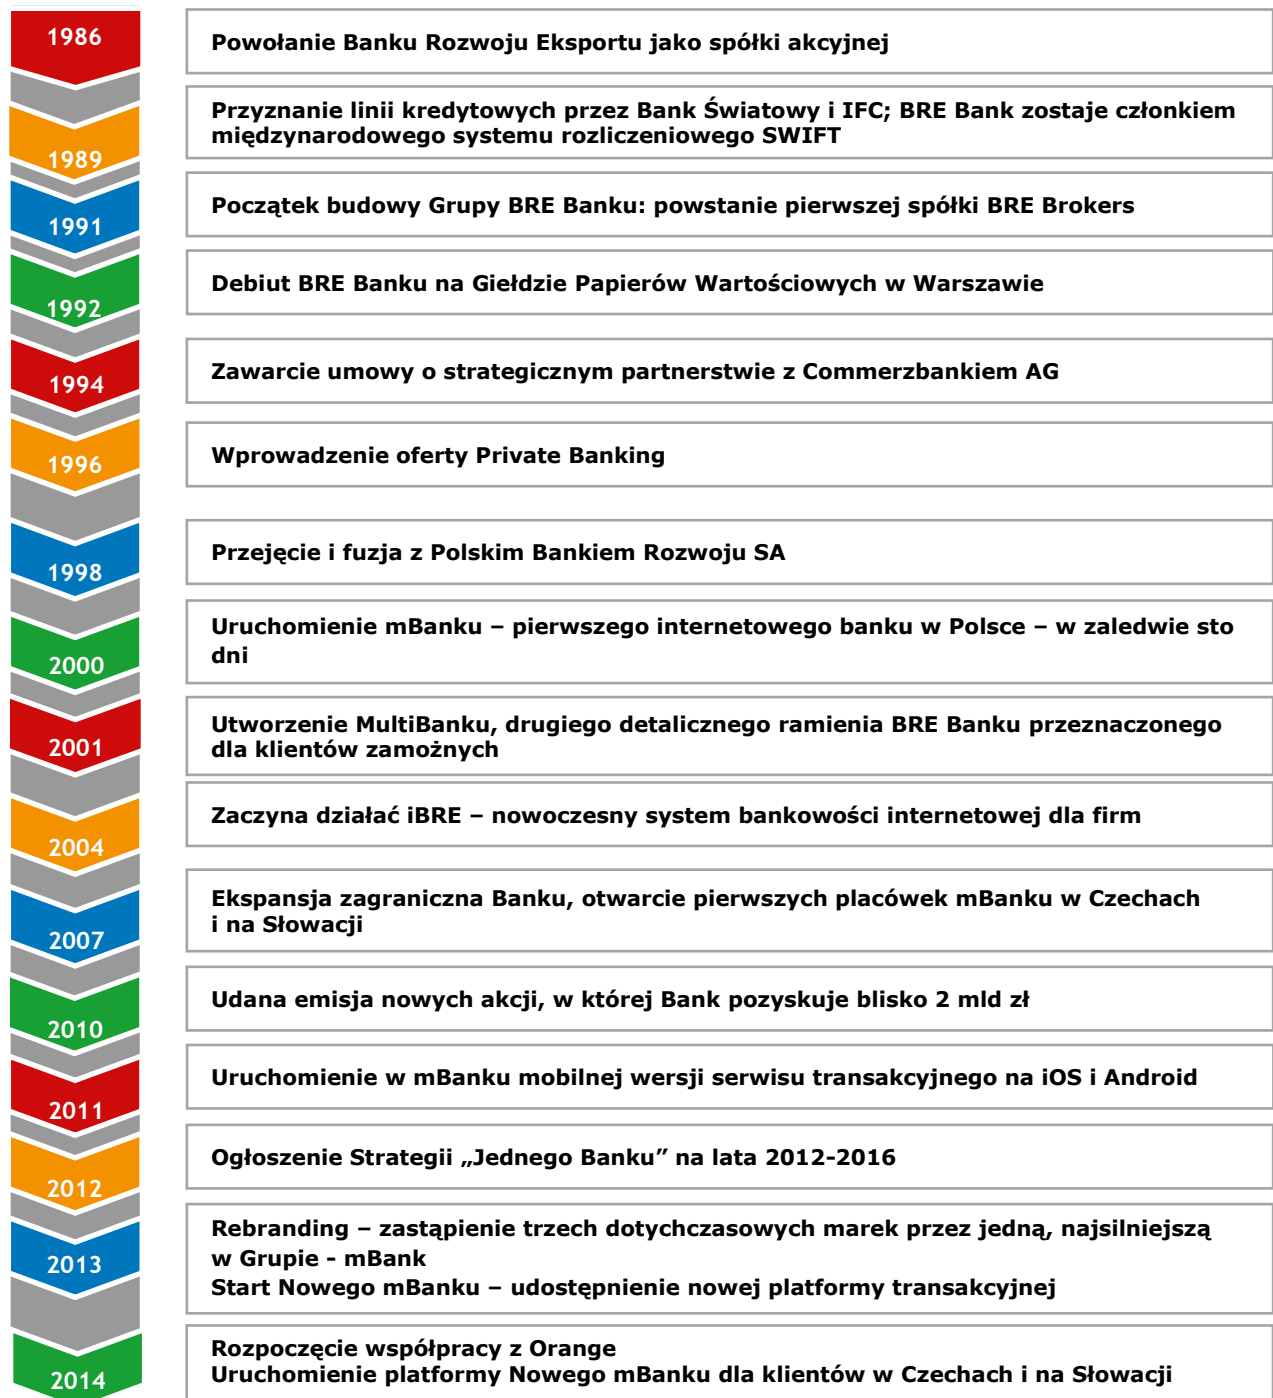 1986
Powołanie Banku Rozwoju Eksportu jako spółki akcyjnej
1989
Przyznanie linii kredytowych przez Bank Światowy i IFC; BRE Bank zostaje członkiem
międzynarodowego systemu rozliczeniowego SWIFT
1991
Początek budowy Grupy BRE Banku: powstanie pierwszej spółki BRE Brokers
1992
Debiut BRE Banku na Giełdzie Papierów Wartościowych w Warszawie
1994
Zawarcie umowy o strategicznym partnerstwie z Commerzbankiem AG
1996
Wprowadzenie oferty Private Banking
1998
Przejęcie i fuzja z Polskim Bankiem Rozwoju SA
2000
Uruchomienie mBanku – pierwszego internetowego banku w Polsce – w zaledwie sto
dni
2001
Utworzenie MultiBanku, drugiego detalicznego ramienia BRE Banku przeznaczonego
dla klientów zamożnych
2004
Zaczyna działać iBRE – nowoczesny system bankowości internetowej dla firm
2007
Ekspansja zagraniczna Banku, otwarcie pierwszych placówek mBanku w Czechach
i na Słowacji
2010
Udana emisja nowych akcji, w której Bank pozyskuje blisko 2 mld zł
2011
Uruchomienie w mBanku mobilnej wersji serwisu transakcyjnego na iOS i Android
2012
Ogłoszenie Strategii „Jednego Banku” na lata 2012-2016
2013
Rebranding – zastąpienie trzech dotychczasowych marek przez jedną, najsilniejszą
w Grupie - mBank
Start Nowego mBanku – udostępnienie nowej platformy transakcyjnej
2014
Rozpoczęcie współpracy z Orange
Uruchomienie platformy Nowego mBanku dla klientów w Czechach i na Słowacji